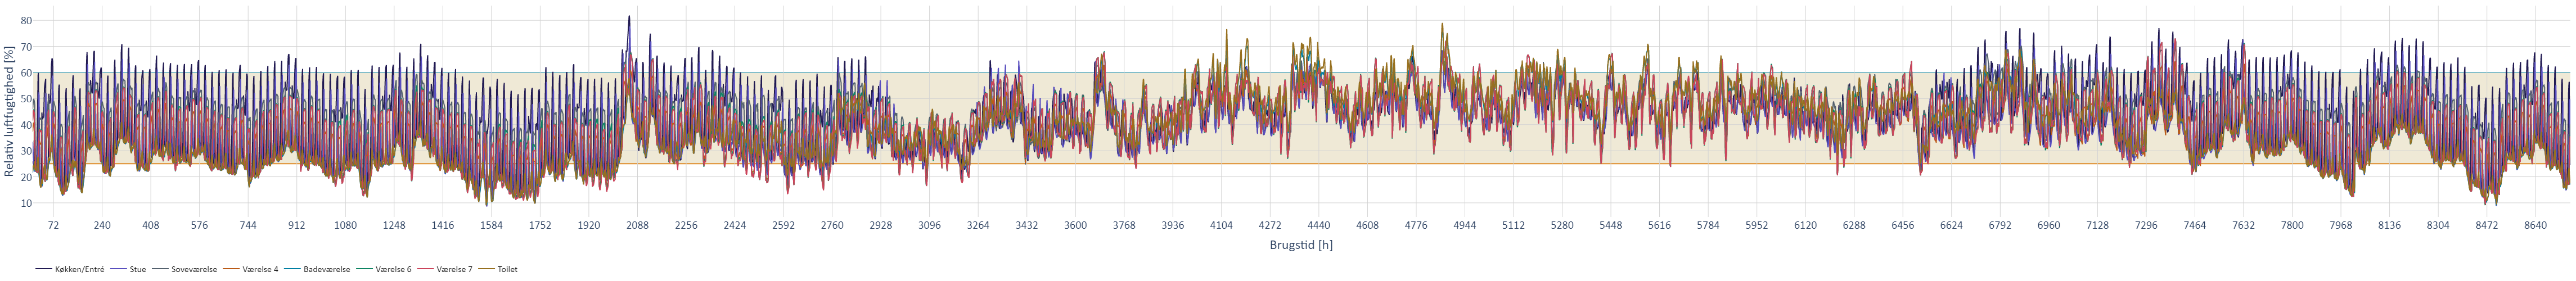 Relativ luftfugtighed [%]
80
70
60
50
40
30
20
10
72 240 408 576 744 912 1080 1248 1416 1584 1752 1920 2088 2256 2424 2592 2760 2928 3096 3264 3432 3600 3768 3936 4104 4272 4440 4608 4776 4944 5112 5280 5448 5616 5784 5952 6120 6288 6456 6624 6792 6960 7128 7296 7464 7632 7800 7968 8136 8304 8472 8640
Brugstid [h]
Køkken/Entré Stue Soveværelse Værelse 4 Badeværelse Værelse 6 Værelse 7 Toilet